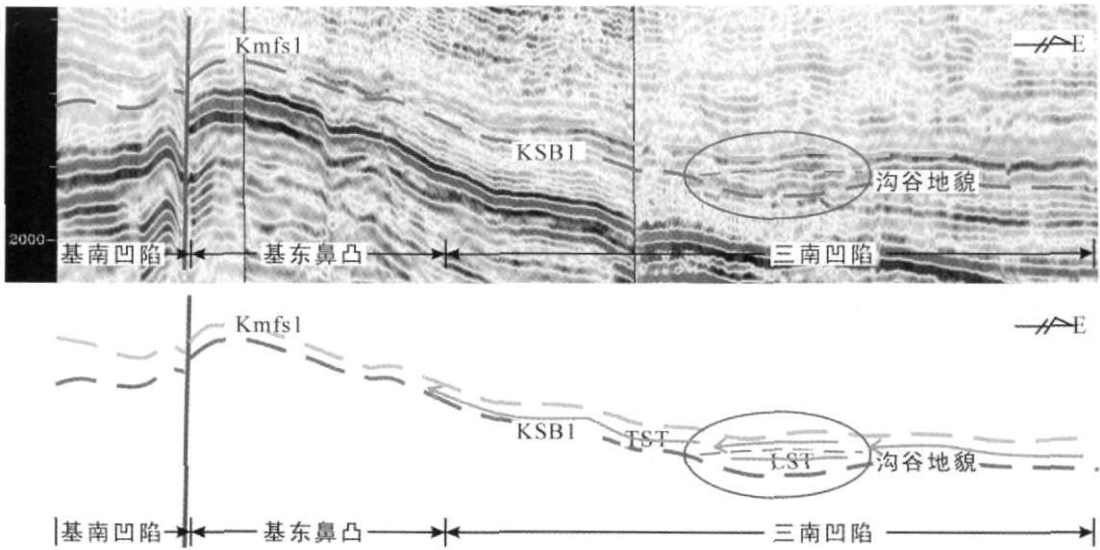 Kmfs1
E
KSB1
沟谷地貌
2000
基南凹陷
基东鼻凸
三南凹陷
Kmfs1
E
KSB1
TST
LST
沟谷地貌
基南凹陷
基东鼻凸
三南凹陷